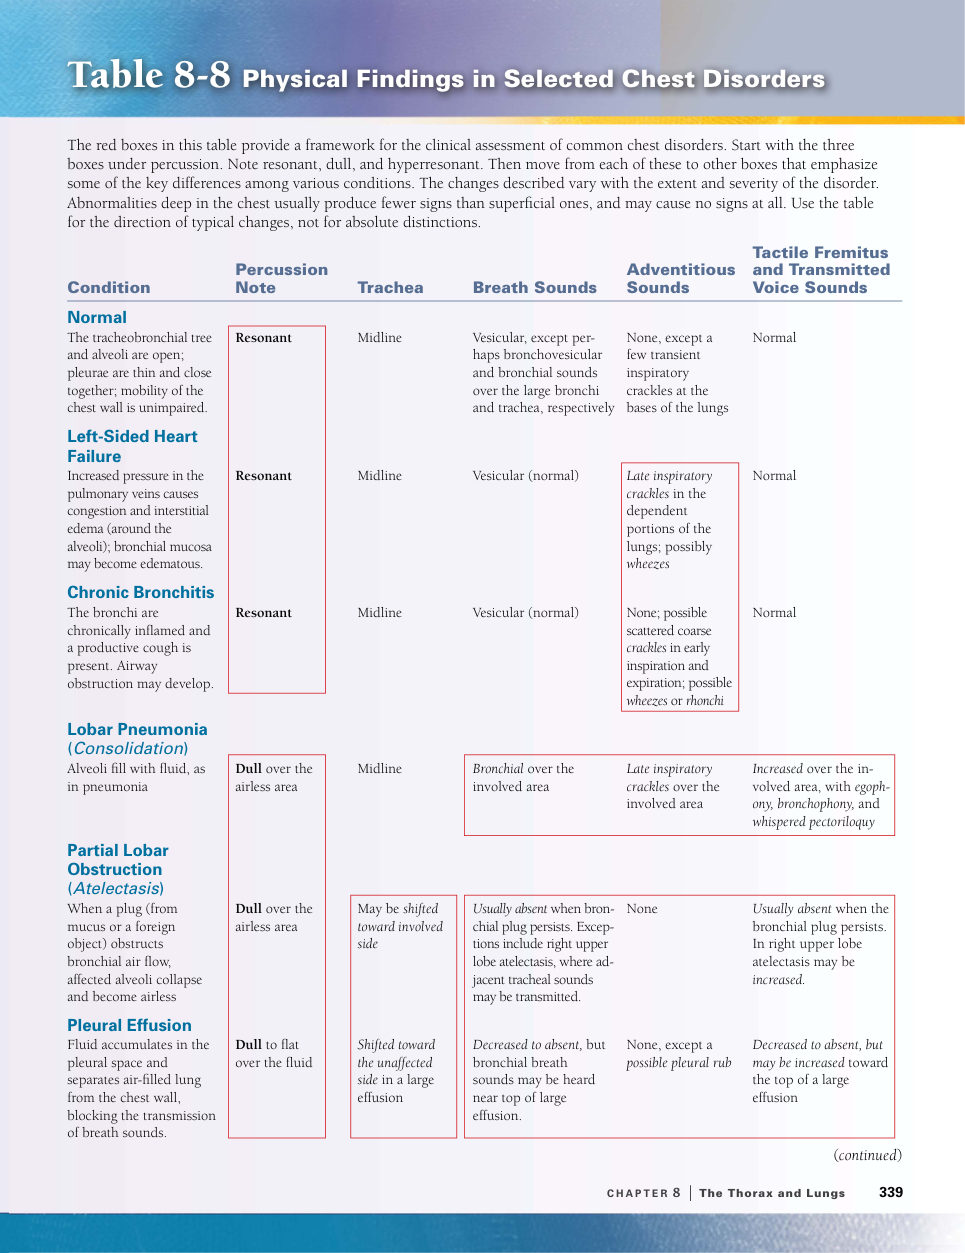 Table 8-8 Physical Findings in Selected Chest Disorders
The red boxes in this table provide a framework for the clinical assessment of common chest disorders. Start with the three
boxes under percussion. Note resonant, dull, and hyperresonant. Then move from each of these to other boxes that emphasize
some of the key differences among various conditions. The changes described vary with the extent and severity of the disorder.
Abnormalities deep in the chest usually produce fewer signs than superficial ones, and may cause no signs at all. Use the table
for the direction of typical changes, not for absolute distinctions.
Condition
Percussion
Note
Trachea
Breath Sounds
Adventitious
Sounds
Tactile Fremitus
and Transmitted
Voice Sounds
Normal
The tracheobronchial tree
and alveoli are open;
pleurae are thin and close
together; mobility of the
chest wall is unimpaired.
Resonant
Midline
Vesicular, except per-
haps bronchovesicular
and bronchial sounds
over the large bronchi
and trachea, respectively
None, except a
few transient
inspiratory
crackles at the
bases of the lungs
Normal
Left-Sided Heart
Failure
Increased pressure in the
pulmonary veins causes
congestion and interstitial
edema (around the
alveoli); bronchial mucosa
may become edematous.
Resonant
Midline
Vesicular (normal)
Late inspiratory
crackles in the
dependent
portions of the
lungs; possibly
wheezes
Normal
Chronic Bronchitis
The bronchi are
chronically inflamed and
a productive cough is
present. Airway
obstruction may develop.
Resonant
Midline
Vesicular (normal)
None; possible
scattered coarse
crackles in early
inspiration and
expiration; possible
wheezes or rhonchi
Normal
Lobar Pneumonia
(Consolidation)
Alveoli fill with fluid, as
in pneumonia
Dull over the
airless area
Midline
Bronchial over the
involved area
Late inspiratory
crackles over the
involved area
Increased over the in-
volved area, with egoph-
ony, bronchophony, and
whispered pectoriloquy
Partial Lobar
Obstruction
(Atelectasis)
When a plug (from
mucus or a foreign
object) obstructs
bronchial air flow,
affected alveoli collapse
and become airless
Dull over the
airless area
May be shifted
toward involved
side
Usually absent when bron-
chial plug persists. Excep-
tions include right upper
lobe atelectasis, where ad-
jacent tracheal sounds
may be transmitted.
None
Usually absent when the
bronchial plug persists.
In right upper lobe
atelectasis may be
increased.
Pleural Effusion
Fluid accumulates in the
pleural space and
separates air-filled lung
from the chest wall,
blocking the transmission
of breath sounds.
Dull to flat
over the fluid
Shifted toward
the unaffected
side in a large
effusion
Decreased to absent, but
bronchial breath
sounds may be heard
near top of large
effusion.
None, except a
possible pleural rub
Decreased to absent, but
may be increased toward
the top of a large
effusion
(continued)
CHAPTER 8 | The Thorax and Lungs 339